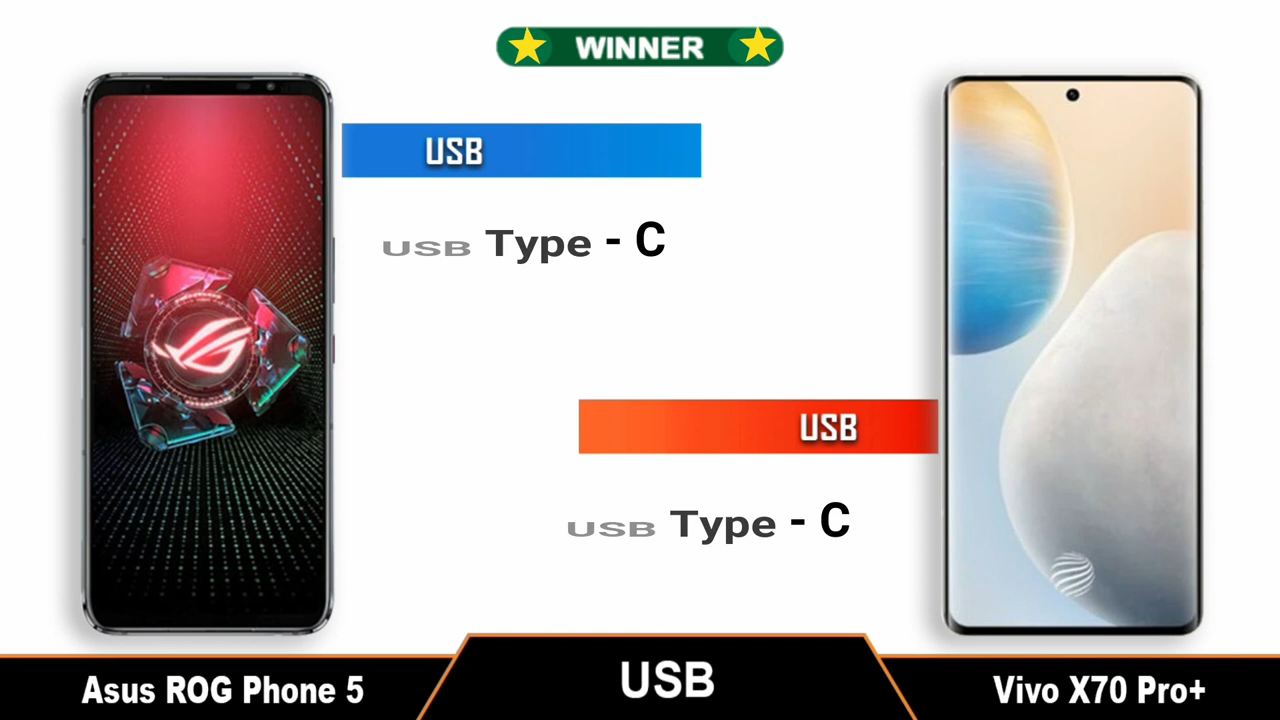 WINNER
USB
USB Type - C
USB
USB Type - C
Asus ROG Phone 5
USB
Vivo X70 Pro+